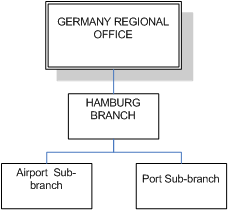 GERMANY REGIONAL
OFFICE
HAMBURG
BRANCH
Airport Sub-
branch
Port Sub-branch